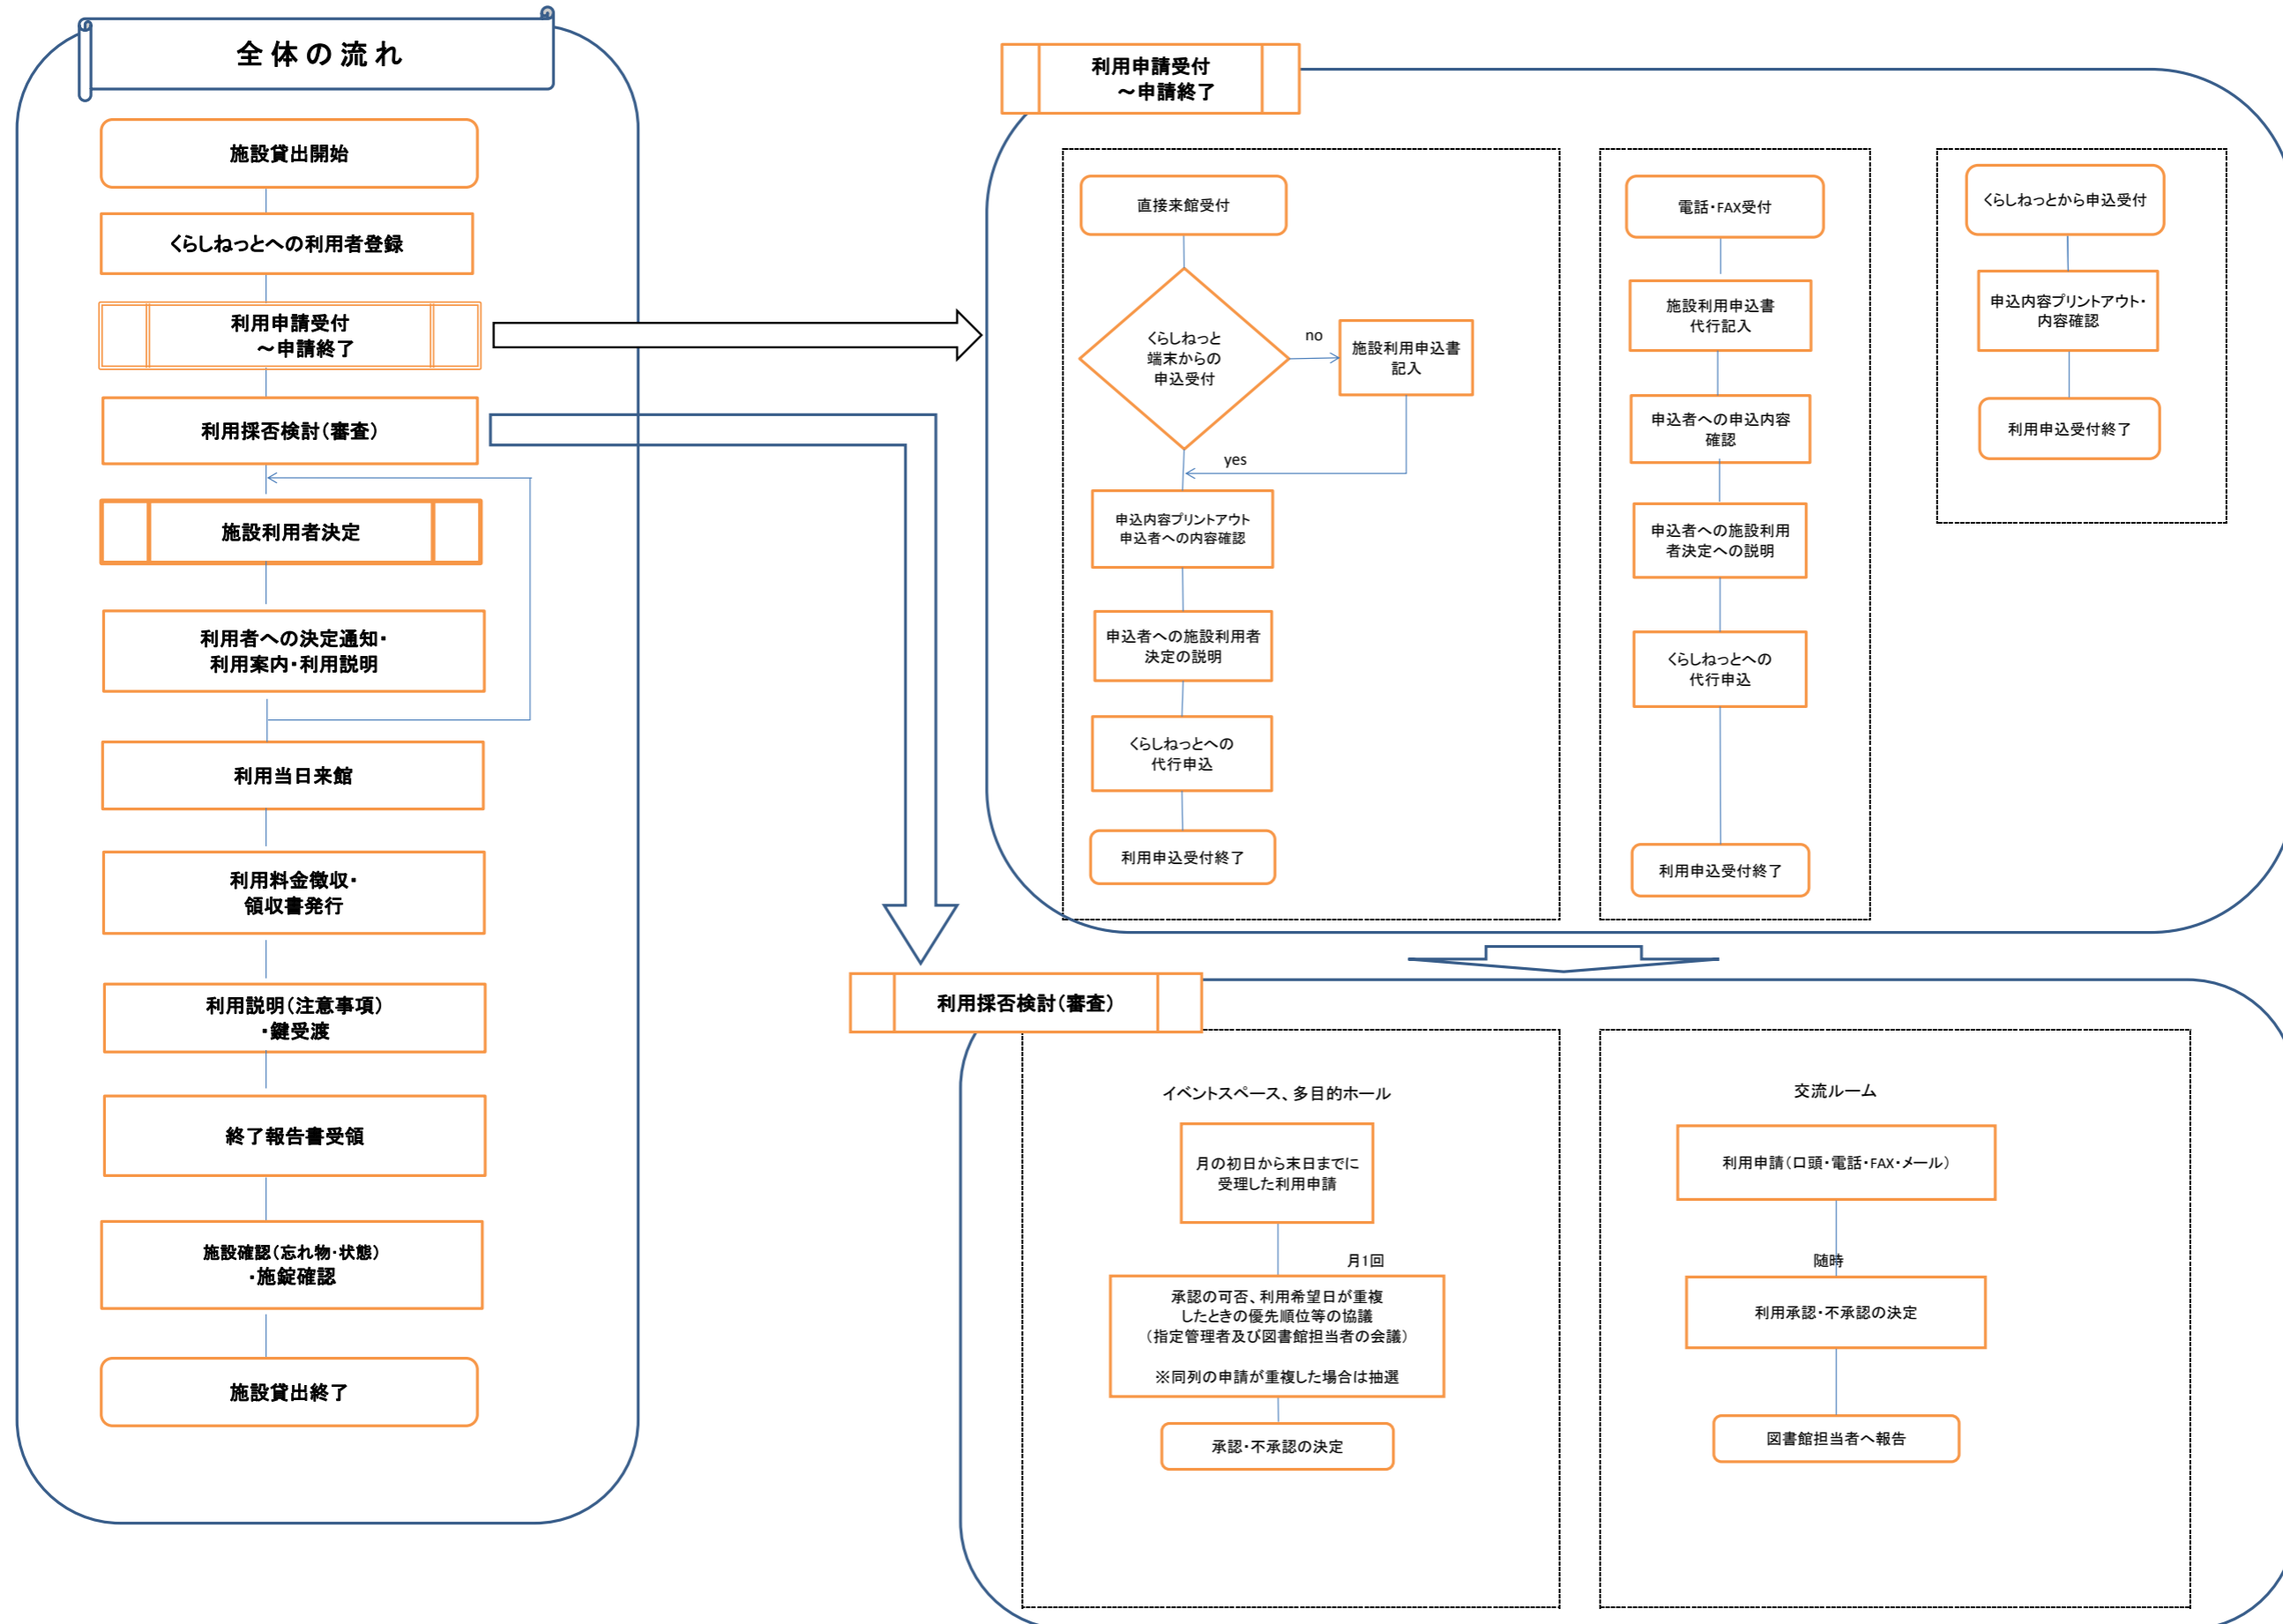 全体の流れ
施設貸出開始
くらしねっとへの利用者登録
利用申請受付
～申請終了
利用採否検討(審査)
施設利用者決定
利用者への決定通知・
利用案内・利用説明
利用当日来館
利用料金徴収・
領収書発行
利用説明(注意事項)
・鍵受渡
終了報告書受領
施設確認(忘れ物・状態)
・施錠確認
施設貸出終了
利用申請受付
～申請終了
直接来館受付
くらしねっと
端末からの
申込受付
no
施設利用申込書
記入
yes
申込内容プリントアウト
申込者への内容確認
申込者への施設利用者
決定の説明
くらしねっとへの
代行申込
利用申込受付終了
電話・FAX受付
施設利用申込書
代行記入
申込者への申込内容
確認
申込者への施設利用
者決定への説明
くらしねっとへの
代行申込
利用申込受付終了
くらしねっとから申込受付
申込内容プリントアウト・
内容確認
利用申込受付終了
利用採否検討(審査)
イベントスペース、多目的ホール
月の初日から末日までに
受理した利用申請
月1回
承認の可否、利用希望日が重複
したときの優先順位等の協議
(指定管理者及び図書館担当者の会議)
※同列の申請が重複した場合は抽選
承認・不承認の決定
交流ルーム
利用申請(口頭・電話・FAX・メール)
随時
利用承認・不承認の決定
図書館担当者へ報告